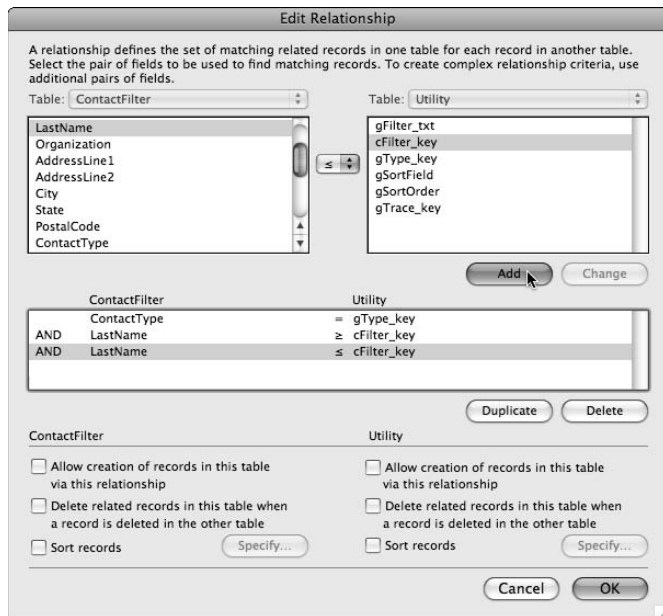 Edit Relationship
A relationship defines the set of matching related records in one table for each record in another table.
Select the pair of fields to be used to find matching records. To create complex relationship criteria, use
additional pairs of fields.
Table: ContactFilter Table: Utility
LastName
Organization
AddressLine1
AddressLine2
City
State
PostalCode
ContactType
≤
gFilter_txt
cFilter_key
gType_key
gSortField
gSortOrder
gTrace_key
Add Change
ContactFilter Utility
ContactType = gType_key
AND LastName ≥ cFilter_key
AND LastName ≤ cFilter_key
Duplicate Delete
ContactFilter Utility
Allow creation of records in this table
via this relationship
Delete related records in this table when
a record is deleted in the other table
Sort records Specify...
Allow creation of records in this table
via this relationship
Delete related records in this table when
a record is deleted in the other table
Sort records Specify...
Cancel OK